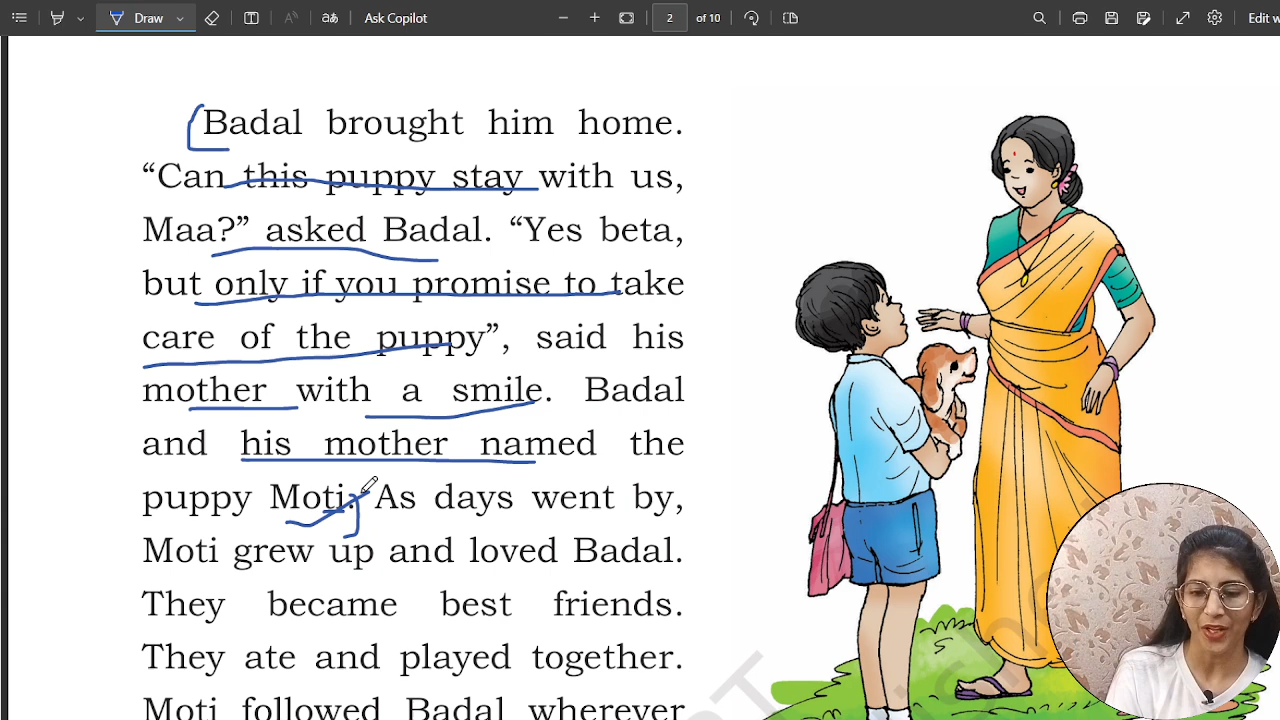 Draw
Ask Copilot
2 of 10
Edit w
Badal brought him home.
“Can this puppy stay with us,
Maa?” asked Badal. “Yes beta,
but only if you promise to take
care of the puppy”, said his
mother with a smile. Badal
and his mother named the
puppy Moti. As days went by,
Moti grew up and loved Badal.
They became best friends.
They ate and played together.
Moti followed Badal wherever